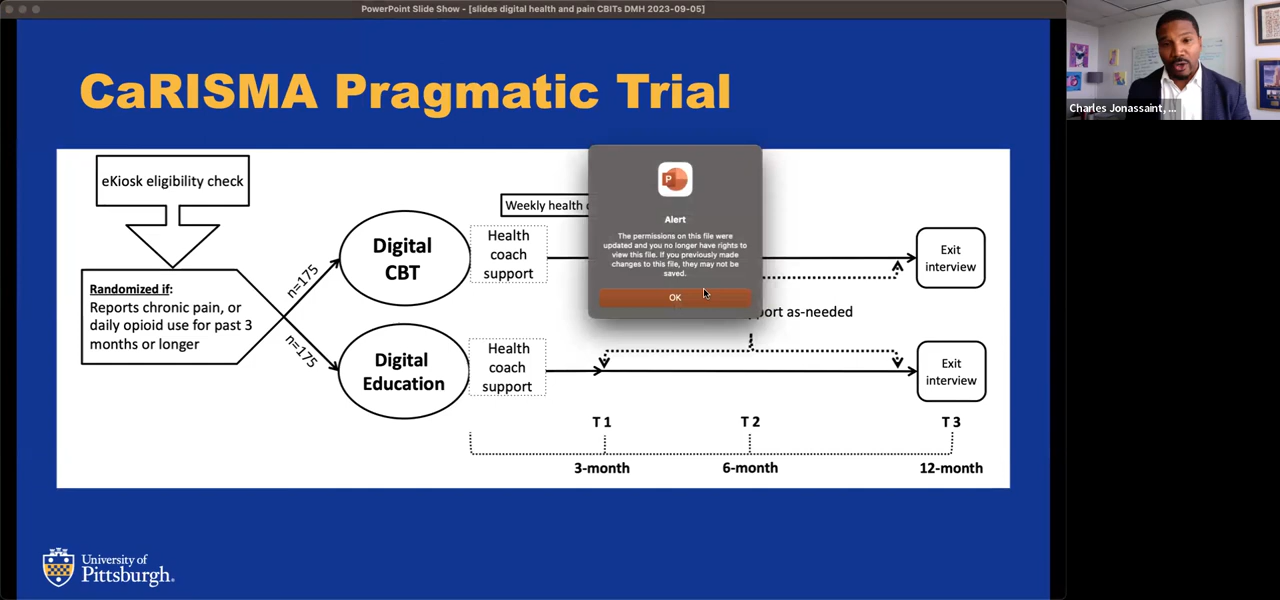 PowerPoint Slide Show - [slides digital health and pain CBITs DMH 2023-09-05]
Charles Jonassaint, ...
CaRISMA Pragmatic Trial
eKiosk eligibility check
Randomized if:
Reports chronic pain, or
daily opioid use for past 3
months or longer
n=175
n=175
Digital
CBT
Digital
Education
Health
coach
support
Health
coach
support
Weekly health
P
Alert
The permissions on this file were
updated and you no longer have rights to
view this file. If you previously made
changes to this file, they may not be
saved.
OK
as-needed
Exit
interview
Exit
interview
T 1
T 2
T 3
3-month
6-month
12-month
University of
Pittsburgh.